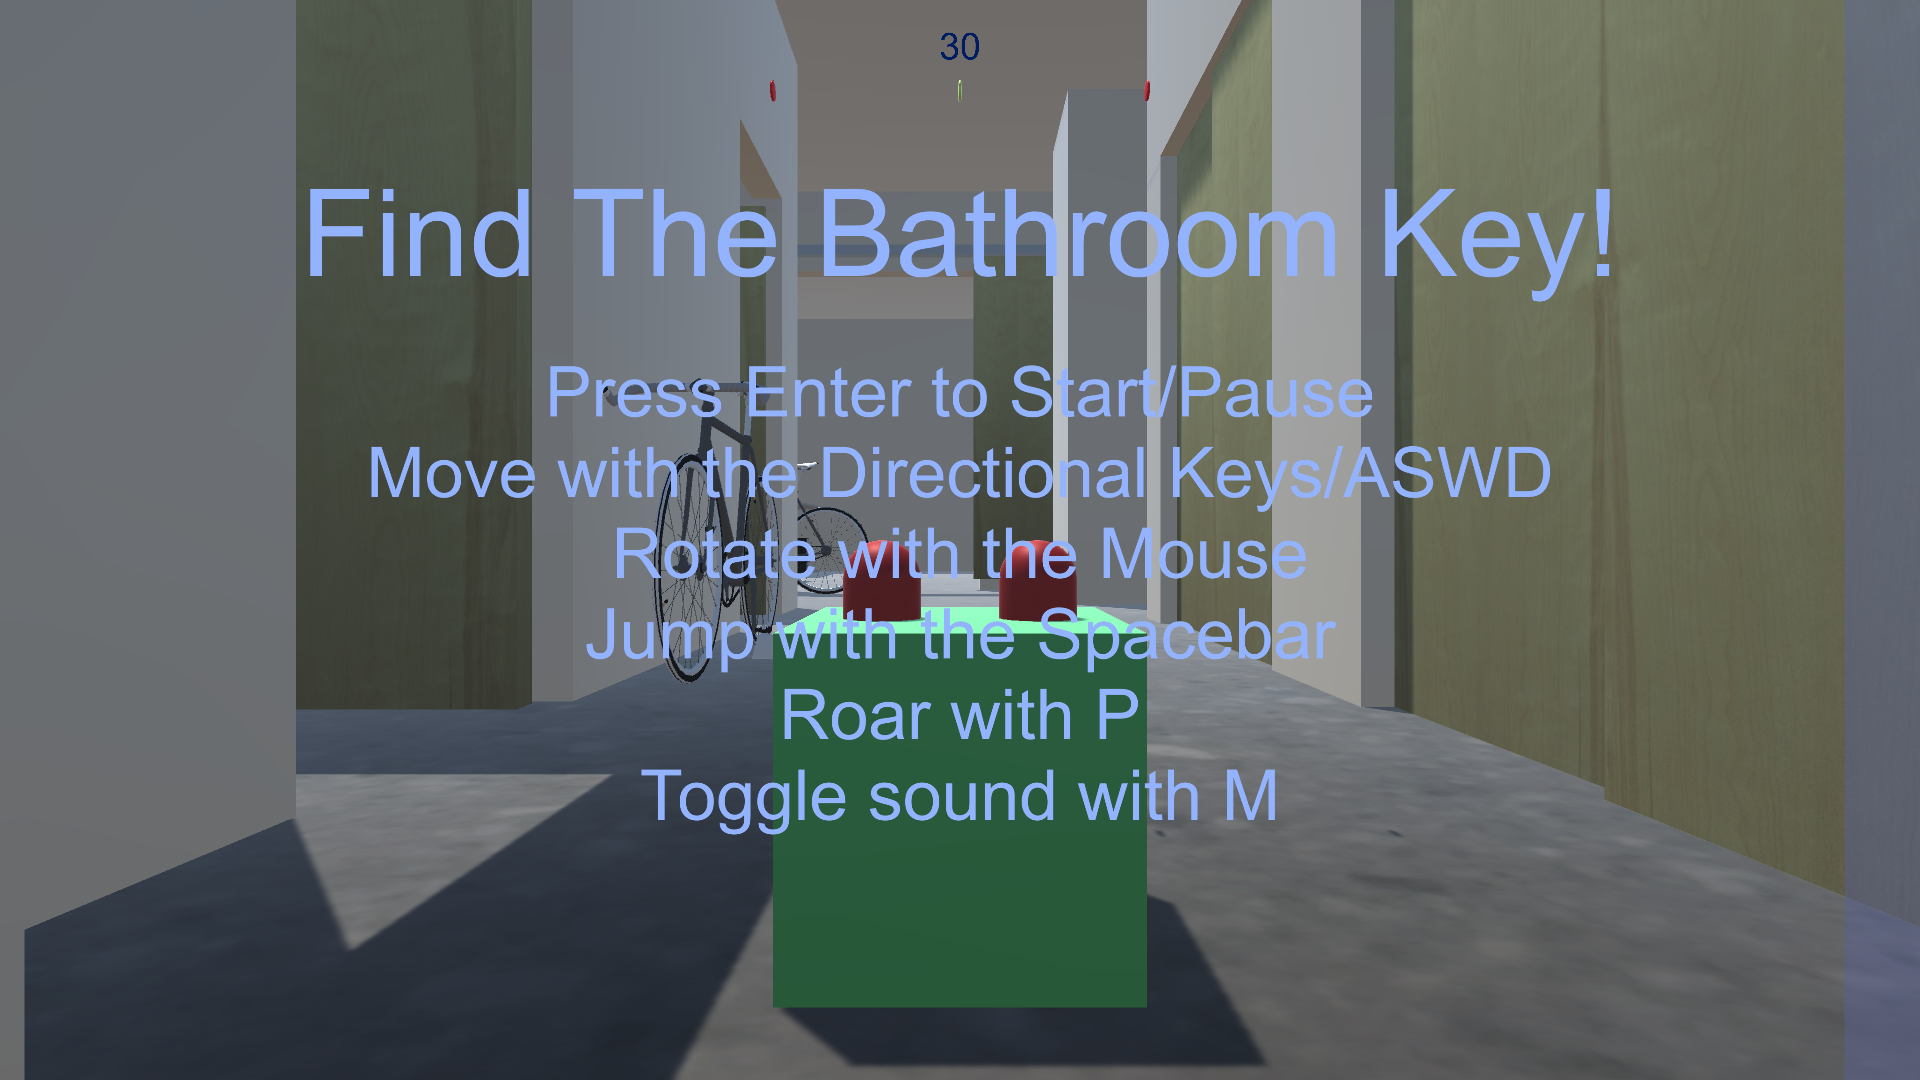 30
Find The Bathroom Key!
Press Enter to Start/Pause
Move with the Directional Keys/ASWD
Rotate with the Mouse
Jump with the Spacebar
Roar with P
Toggle sound with M